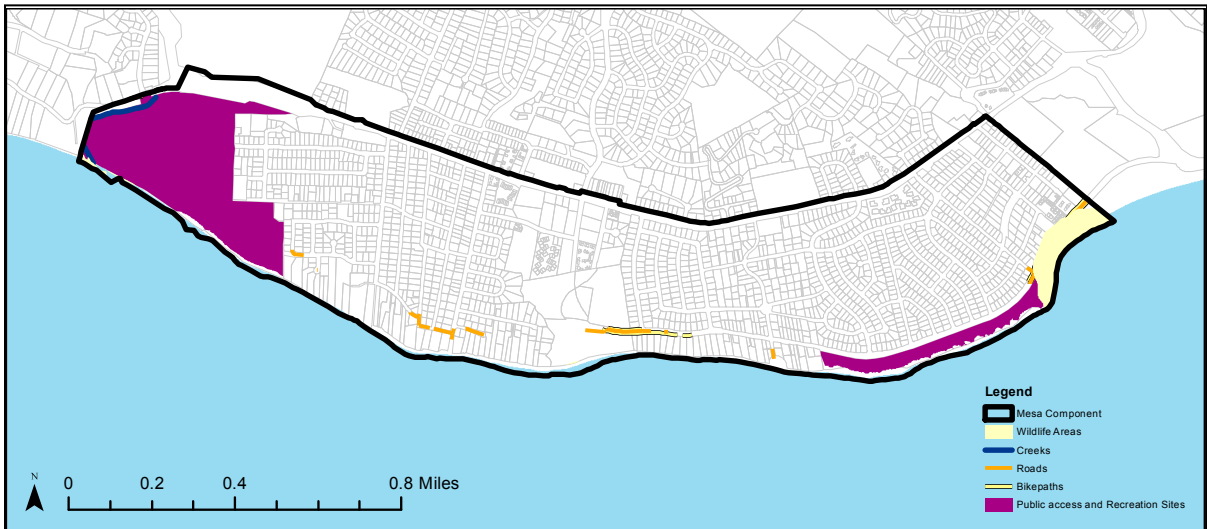 Legend
Mesa Component
Wildlife Areas
Creeks
Roads
Bikepaths
Public access and Recreation Sites
N
0 0.2 0.4 0.8 Miles